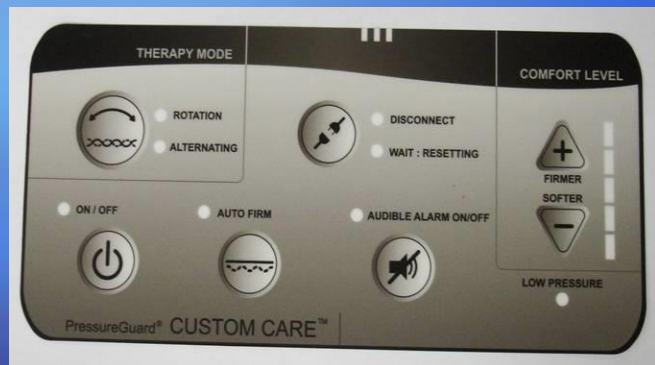 THERAPY MODE
ROTATION
ALTERNATING
DISCONNECT
WAIT : RESETTING
COMFORT LEVEL
+
FIRMER
SOFTER
−
LOW PRESSURE
ON / OFF
AUTO FIRM
AUDIBLE ALARM ON/OFF
PressureGuard® CUSTOM CARE™